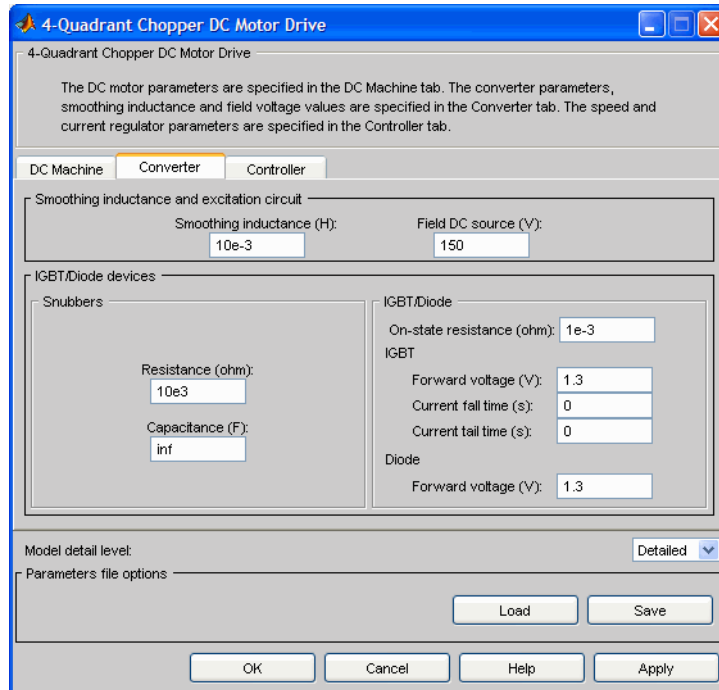 4-Quadrant Chopper DC Motor Drive
4-Quadrant Chopper DC Motor Drive
The DC motor parameters are specified in the DC Machine tab. The converter parameters,
smoothing inductance and field voltage values are specified in the Converter tab. The speed and
current regulator parameters are specified in the Controller tab.
DC Machine Converter Controller
Smoothing inductance and excitation circuit
Smoothing inductance (H): Field DC source (V):
10e-3 150
IGBT/Diode devices
Snubbers IGBT/Diode
On-state resistance (ohm): 1e-3
IGBT
Resistance (ohm): Forward voltage (V): 1.3
10e3 Current fall time (s): 0
Capacitance (F): Current tail time (s): 0
inf Diode
Forward voltage (V): 1.3
Model detail level: Detailed
Parameters file options
Load Save
OK Cancel Help Apply